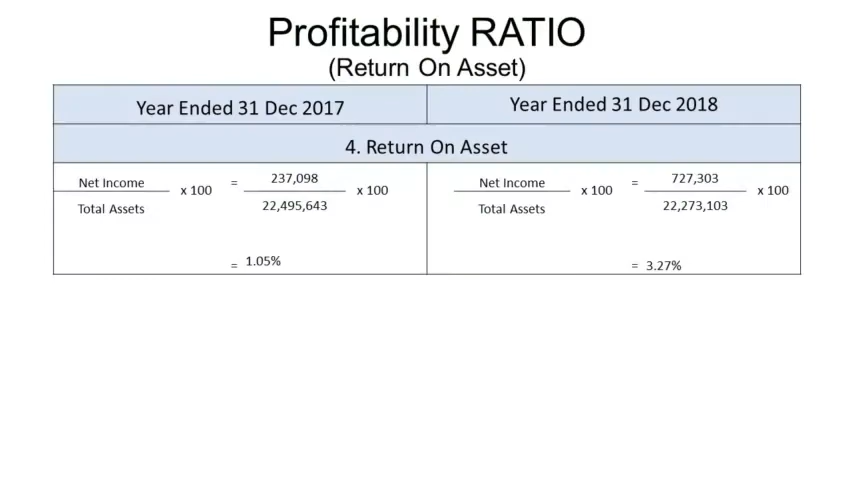 Profitability RATIO
(Return On Asset)
Year Ended 31 Dec 2017
Year Ended 31 Dec 2018
4. Return On Asset
Net Income
Total Assets
x 100
=
237,098
22,495,643
x 100
= 1.05%
Net Income
Total Assets
x 100
=
727,303
22,273,103
x 100
= 3.27%